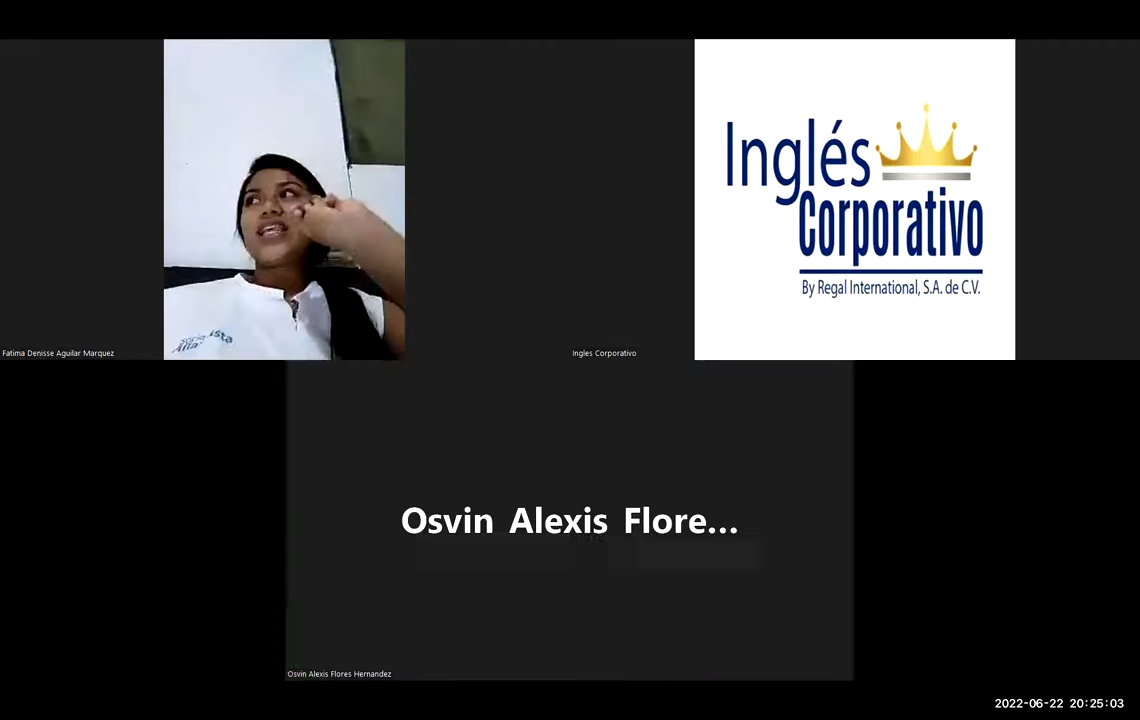 Inglés
Corporativo
By Regal International, S.A. de C.V.
Fatima Denisse Aguilar Marquez
Ingles Corporativo
Osvin Alexis Flore...
Osvin Alexis Flores Hernandez
2022-06-22 20:25:03